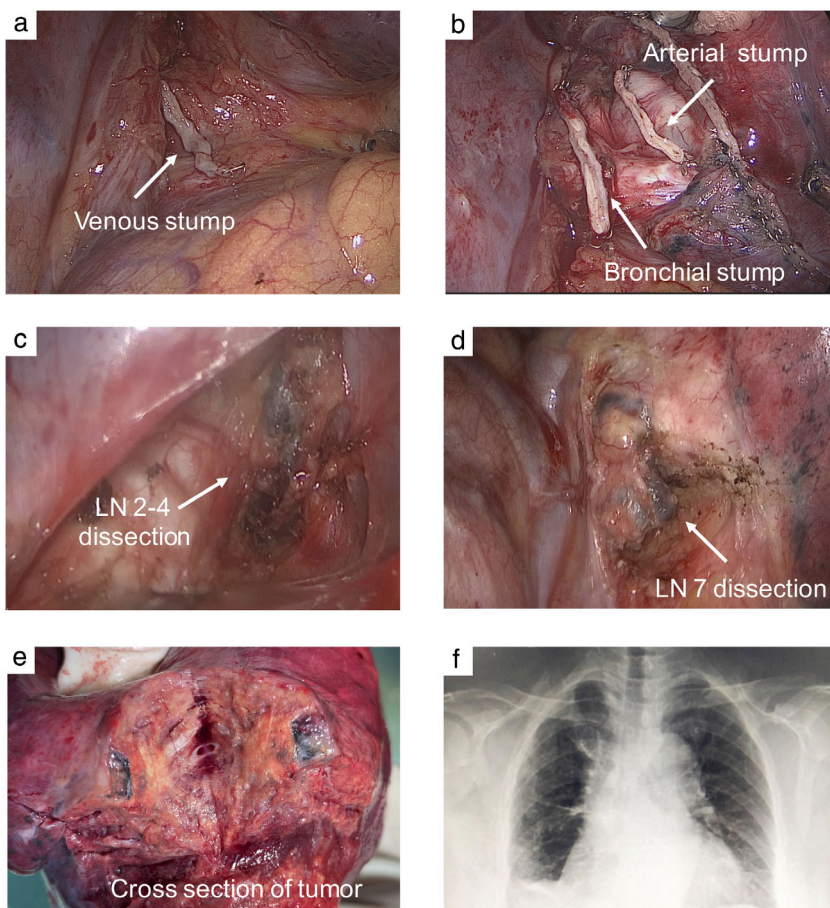 a
Venous stump
b
Arterial stump
Bronchial stump
c
LN 2-4
dissection
d
LN 7 dissection
e
Cross section of tumor
f